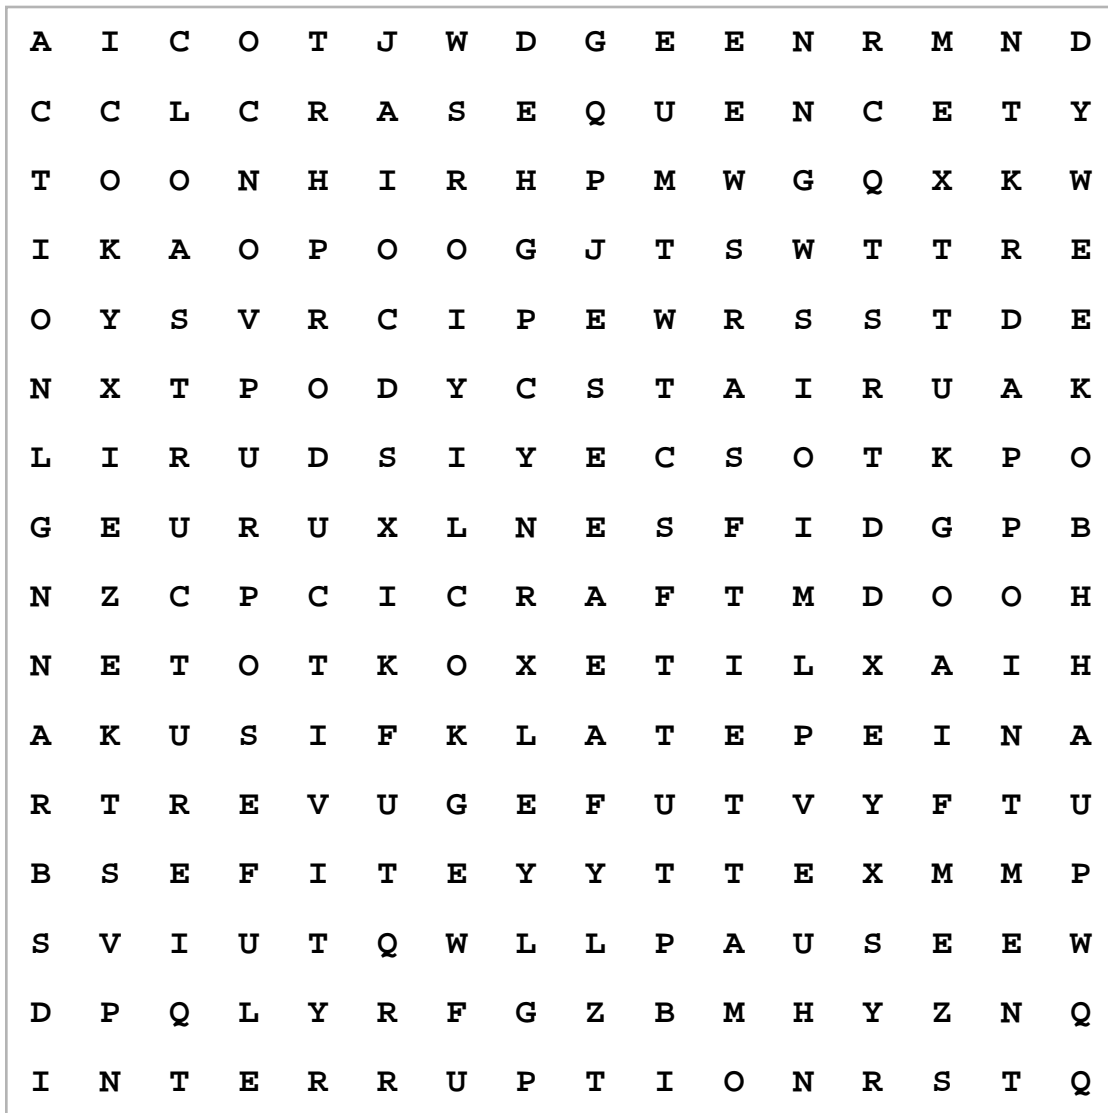 A I C O T J W D G E E N R M N D
C C L C R A S E Q U E N C E T Y
T O O N H I R H P M W G Q X K W
I K A O P O O G J T S W T T R E
O Y S V R C I P E W R S S T D E
N X T P O D Y C S T A I R U A K
L I R U D S I Y E C S O T K P O
G E U R U X L N E S F I D G P B
N Z C P C I C R A F T M D O O H
N E T O T K O X E T I L X A I H
A K U S I F K L A T E P E I N A
R T R E V U G E F U T V Y F T U
B S E F I T E Y Y T T E X M M P
S V I U T Q W L L P A U S E E W
D P Q L Y R F G Z B M H Y Z N Q
I N T E R R U P T I O N R S T Q